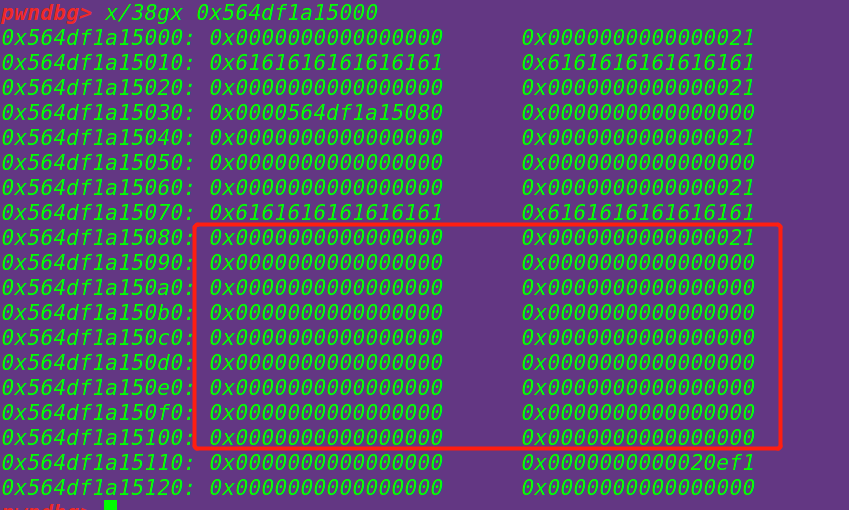 pwndbg> x/38gx 0x564df1a15000
0x564df1a15000: 0x0000000000000000 0x0000000000000021
0x564df1a15010: 0x6161616161616161 0x6161616161616161
0x564df1a15020: 0x0000000000000000 0x0000000000000021
0x564df1a15030: 0x0000564df1a15080 0x0000000000000000
0x564df1a15040: 0x0000000000000000 0x0000000000000021
0x564df1a15050: 0x0000000000000000 0x0000000000000000
0x564df1a15060: 0x0000000000000000 0x0000000000000021
0x564df1a15070: 0x6161616161616161 0x6161616161616161
0x564df1a15080: 0x0000000000000000 0x0000000000000021
0x564df1a15090: 0x0000000000000000 0x0000000000000000
0x564df1a150a0: 0x0000000000000000 0x0000000000000000
0x564df1a150b0: 0x0000000000000000 0x0000000000000000
0x564df1a150c0: 0x0000000000000000 0x0000000000000000
0x564df1a150d0: 0x0000000000000000 0x0000000000000000
0x564df1a150e0: 0x0000000000000000 0x0000000000000000
0x564df1a150f0: 0x0000000000000000 0x0000000000000000
0x564df1a15100: 0x0000000000000000 0x0000000000000000
0x564df1a15110: 0x0000000000000000 0x0000000000020ef1
0x564df1a15120: 0x0000000000000000 0x0000000000000000
pwndbg>